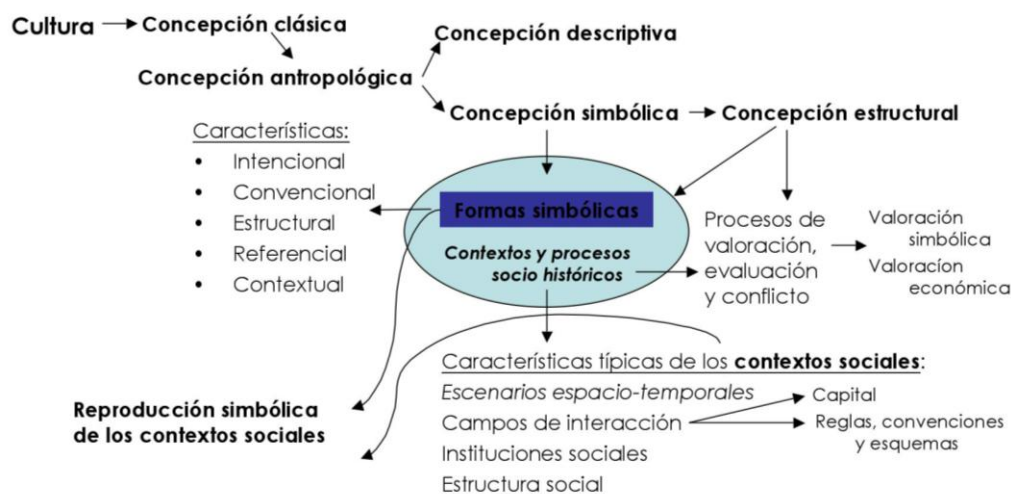 Cultura
Concepción clásica
Concepción descriptiva
Concepción antropológica
Concepción simbólica
Concepción estructural
Características:
• Intencional
• Convencional
• Estructural
• Referencial
• Contextual
Formas simbólicas
Contextos y procesos
socio históricos
Procesos de
valoración,
evaluación
y conflicto
Valoración
simbólica
Valoracíon
económica
Características típicas de los contextos sociales:
Escenarios espacio-temporales
Campos de interacción
Instituciones sociales
Estructura social
Capital
Reglas, convenciones
y esquemas
Reproducción simbólica
de los contextos sociales